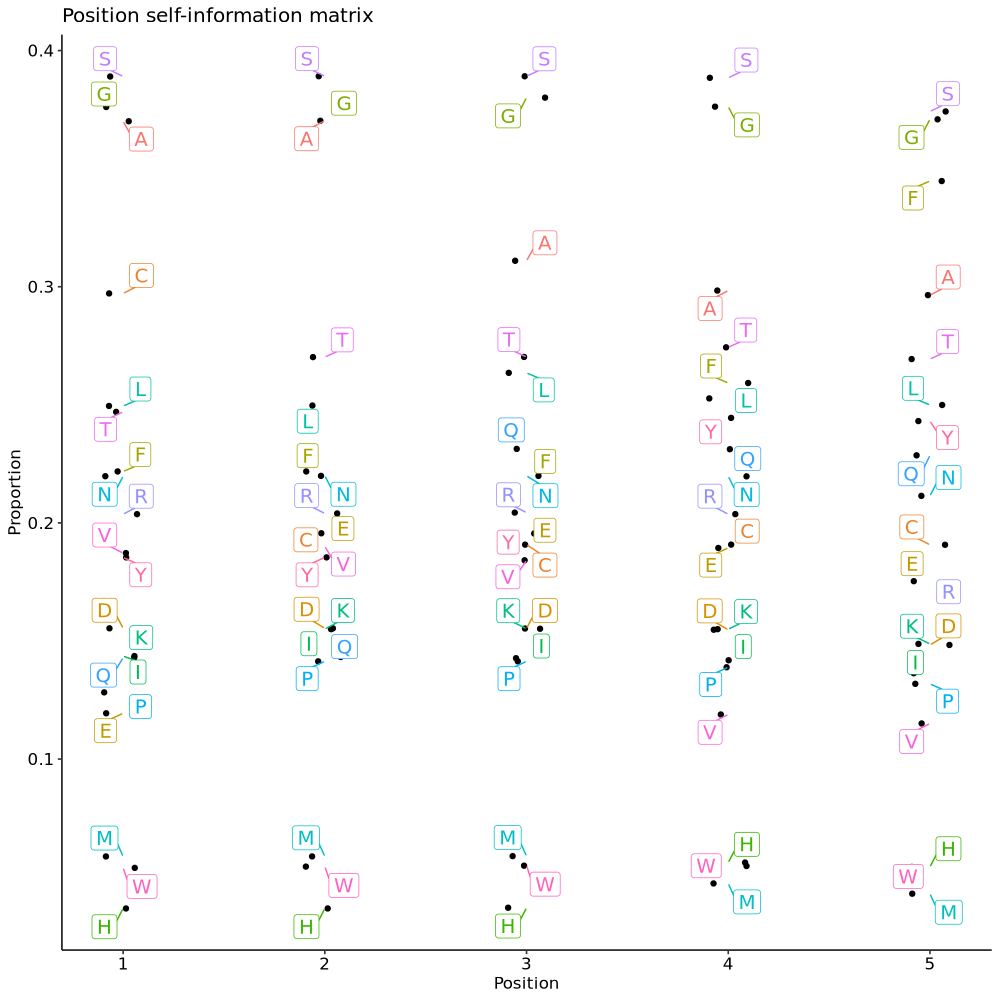 Position self-information matrix
0.4
S S S S
G G G G S
A A G
F
0.3
C A A A
T T T F T
L L L L L
T Q Y Y
F F F Q Q N
N R N R N R N R N
0.2
V C E Y E C C
Y Y V V C E E R
D D K K D D K K D
K I Q I I I
Q I P P P P
E P V V
0.1
M M M W H W H
W W W M M
H H H
1 2 3 4 5
Position
Proportion